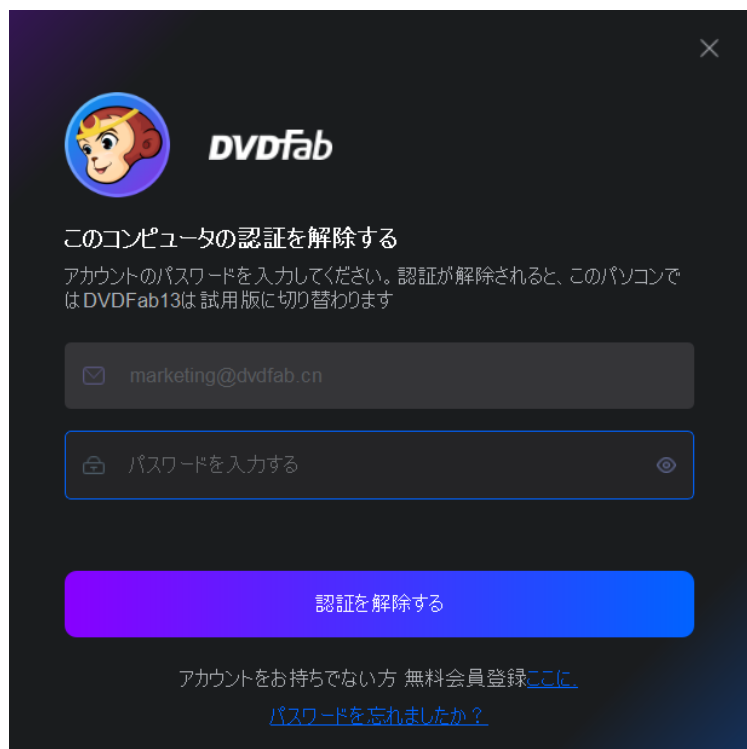 DVDFab
このコンピュータの認証を解除する
アカウントのパスワードを入力してください。認証が解除されると、このパソコンで
はDVDFab13は試用版に切り替わります
marketing@dvdfab.cn
パスワードを入力する
認証を解除する
アカウントをお持ちでない方 無料会員登録ここに.
パスワードを忘れましたか？